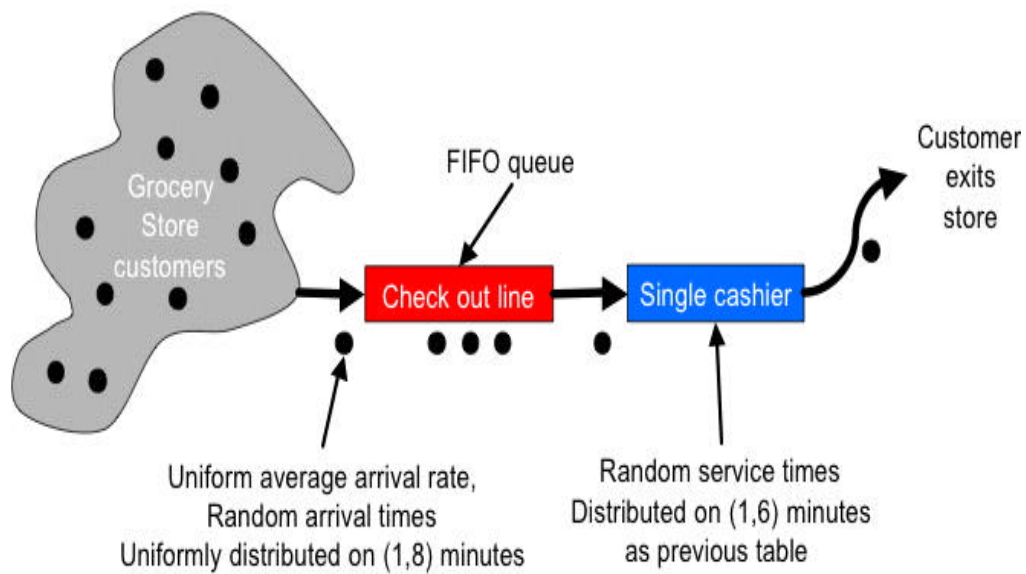 Grocery
Store
customers
FIFO queue
Check out line
Single cashier
Customer
exits
store
Uniform average arrival rate,
Random arrival times
Uniformly distributed on (1,8) minutes
Random service times
Distributed on (1,6) minutes
as previous table